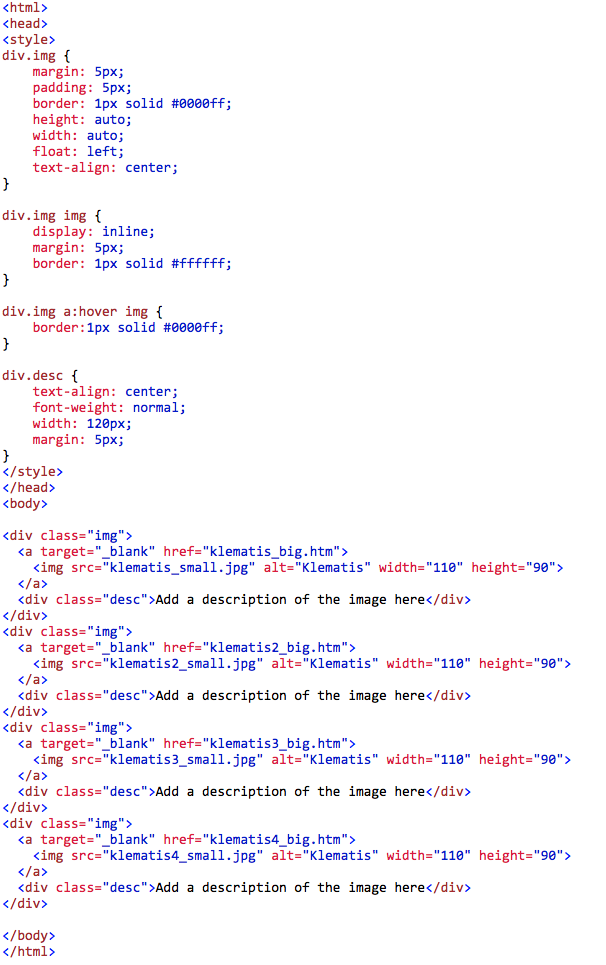 <html>
<head>
<style>
div.img {
    margin: 5px;
    padding: 5px;
    border: 1px solid #0000ff;
    height: auto;
    width: auto;
    float: left;
    text-align: center;
}

div.img img {
    display: inline;
    margin: 5px;
    border: 1px solid #ffffff;
}

div.img a:hover img {
    border:1px solid #0000ff;
}

div.desc {
    text-align: center;
    font-weight: normal;
    width: 120px;
    margin: 5px;
}
</style>
</head>
<body>

<div class="img">
  <a target="_blank" href="klematis_big.htm">
    <img src="klematis_small.jpg" alt="Klematis" width="110" height="90">
  </a>
  <div class="desc">Add a description of the image here</div>
</div>
<div class="img">
  <a target="_blank" href="klematis2_big.htm">
    <img src="klematis2_small.jpg" alt="Klematis" width="110" height="90">
  </a>
  <div class="desc">Add a description of the image here</div>
</div>
<div class="img">
  <a target="_blank" href="klematis3_big.htm">
    <img src="klematis3_small.jpg" alt="Klematis" width="110" height="90">
  </a>
  <div class="desc">Add a description of the image here</div>
</div>
<div class="img">
  <a target="_blank" href="klematis4_big.htm">
    <img src="klematis4_small.jpg" alt="Klematis" width="110" height="90">
  </a>
  <div class="desc">Add a description of the image here</div>
</div>

</body>
</html>